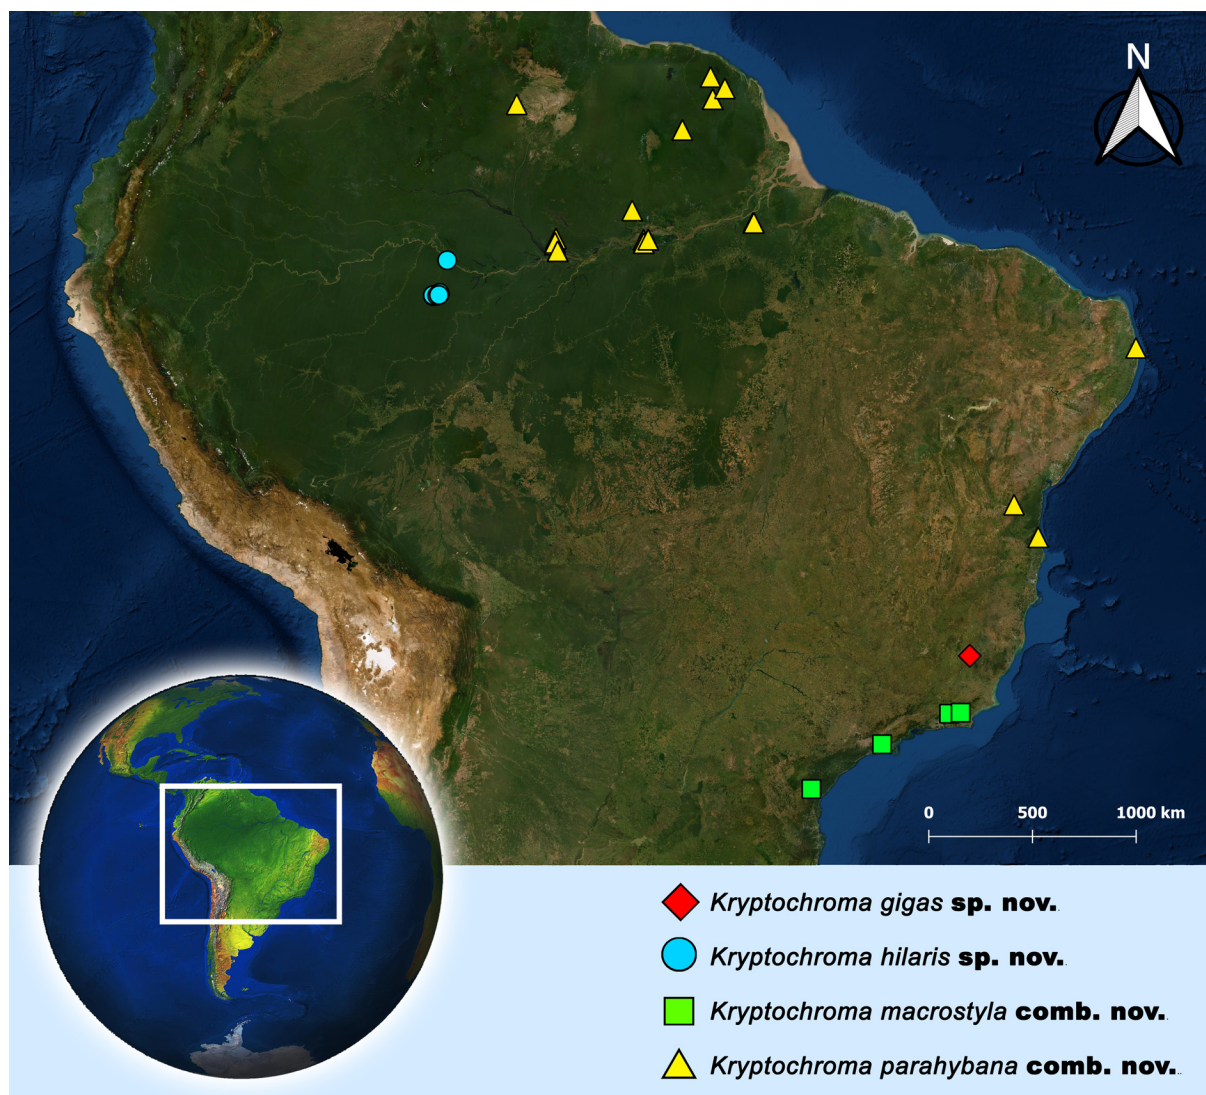 N
0 500 1000 km
Kryptochroma gigas sp. nov.
Kryptochroma hilaris sp. nov.
Kryptochroma macrostyla comb. nov.
Kryptochroma parahybana comb. nov.